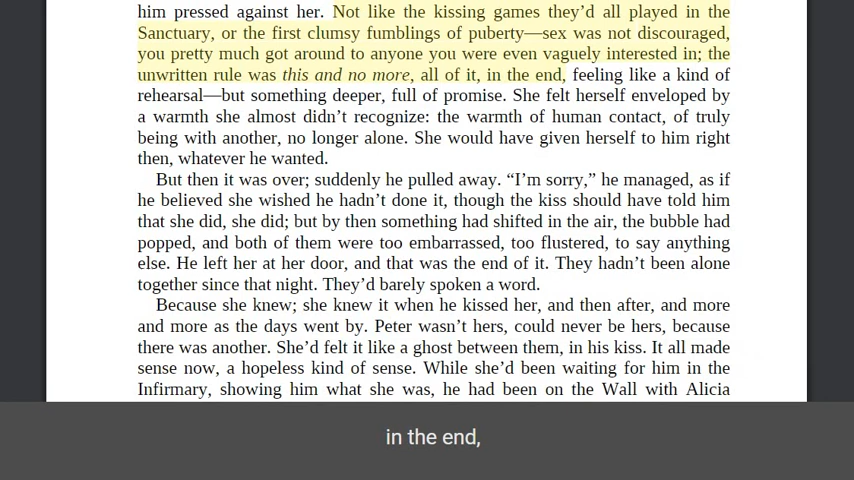 him pressed against her. Not like the kissing games they’d all played in the
Sanctuary, or the first clumsy fumblings of puberty—sex was not discouraged,
you pretty much got around to anyone you were even vaguely interested in; the
unwritten rule was this and no more, all of it, in the end, feeling like a kind of
rehearsal—but something deeper, full of promise. She felt herself enveloped by
a warmth she almost didn’t recognize: the warmth of human contact, of truly
being with another, no longer alone. She would have given herself to him right
then, whatever he wanted.
But then it was over; suddenly he pulled away. “I’m sorry,” he managed, as if
he believed she wished he hadn’t done it, though the kiss should have told him
that she did, she did; but by then something had shifted in the air, the bubble had
popped, and both of them were too embarrassed, too flustered, to say anything
else. He left her at her door, and that was the end of it. They hadn’t been alone
together since that night. They’d barely spoken a word.
Because she knew; she knew it when he kissed her, and then after, and more
and more as the days went by. Peter wasn’t hers, could never be hers, because
there was another. She’d felt it like a ghost between them, in his kiss. It all made
sense now, a hopeless kind of sense. While she’d been waiting for him in the
Infirmary, showing him what she was, he had been on the Wall with Alicia
in the end,